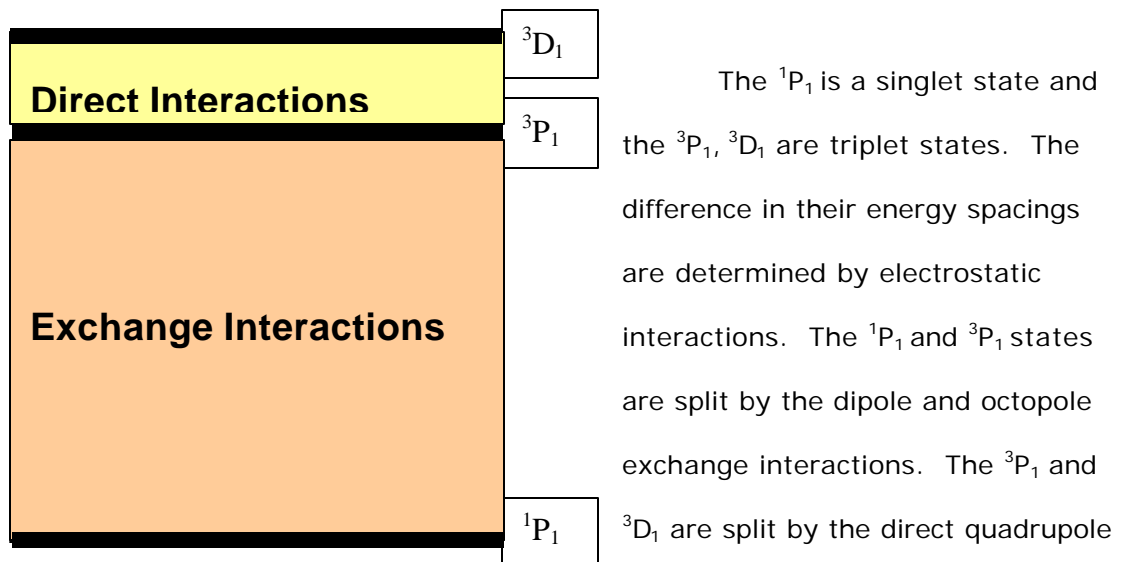 ³D₁
Direct Interactions
³P₁
Exchange Interactions
¹P₁
The ¹P₁ is a singlet state and
the ³P₁, ³D₁ are triplet states. The
difference in their energy spacings
are determined by electrostatic
interactions. The ¹P₁ and ³P₁ states
are split by the dipole and octopole
exchange interactions. The ³P₁ and
³D₁ are split by the direct quadrupole